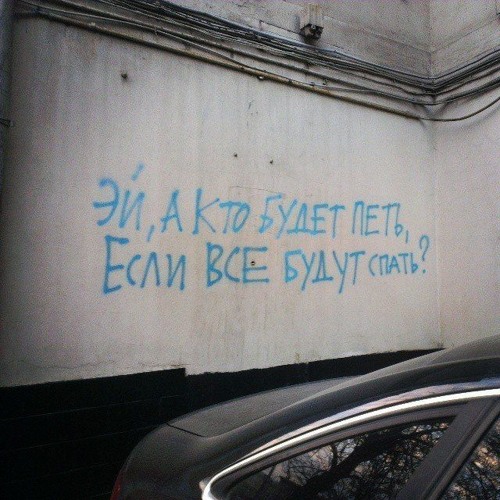 Эй, а кто будет петь,
Если все будут спать?